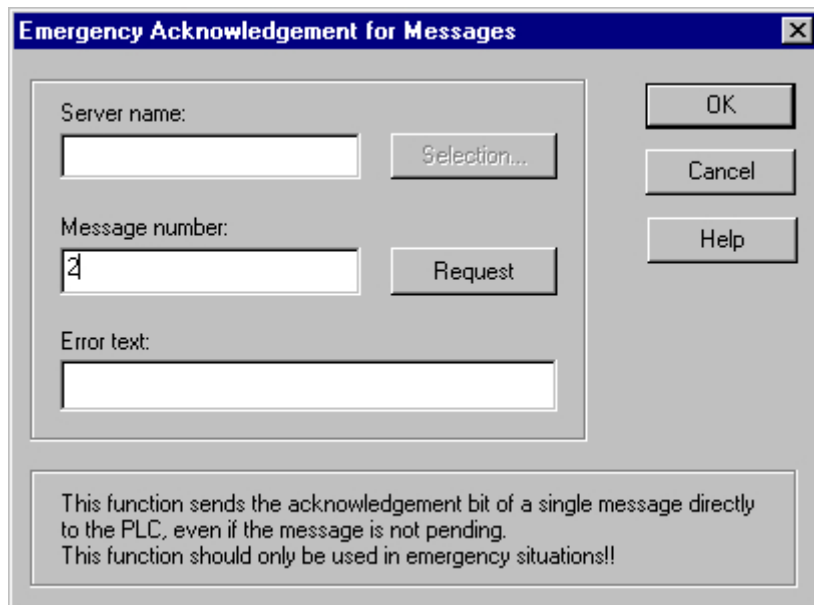 Emergency Acknowledgement for Messages
Server name:
Selection...
OK
Cancel
Message number:
2
Request
Help
Error text:
This function sends the acknowledgement bit of a single message directly
to the PLC, even if the message is not pending.
This function should only be used in emergency situations!!